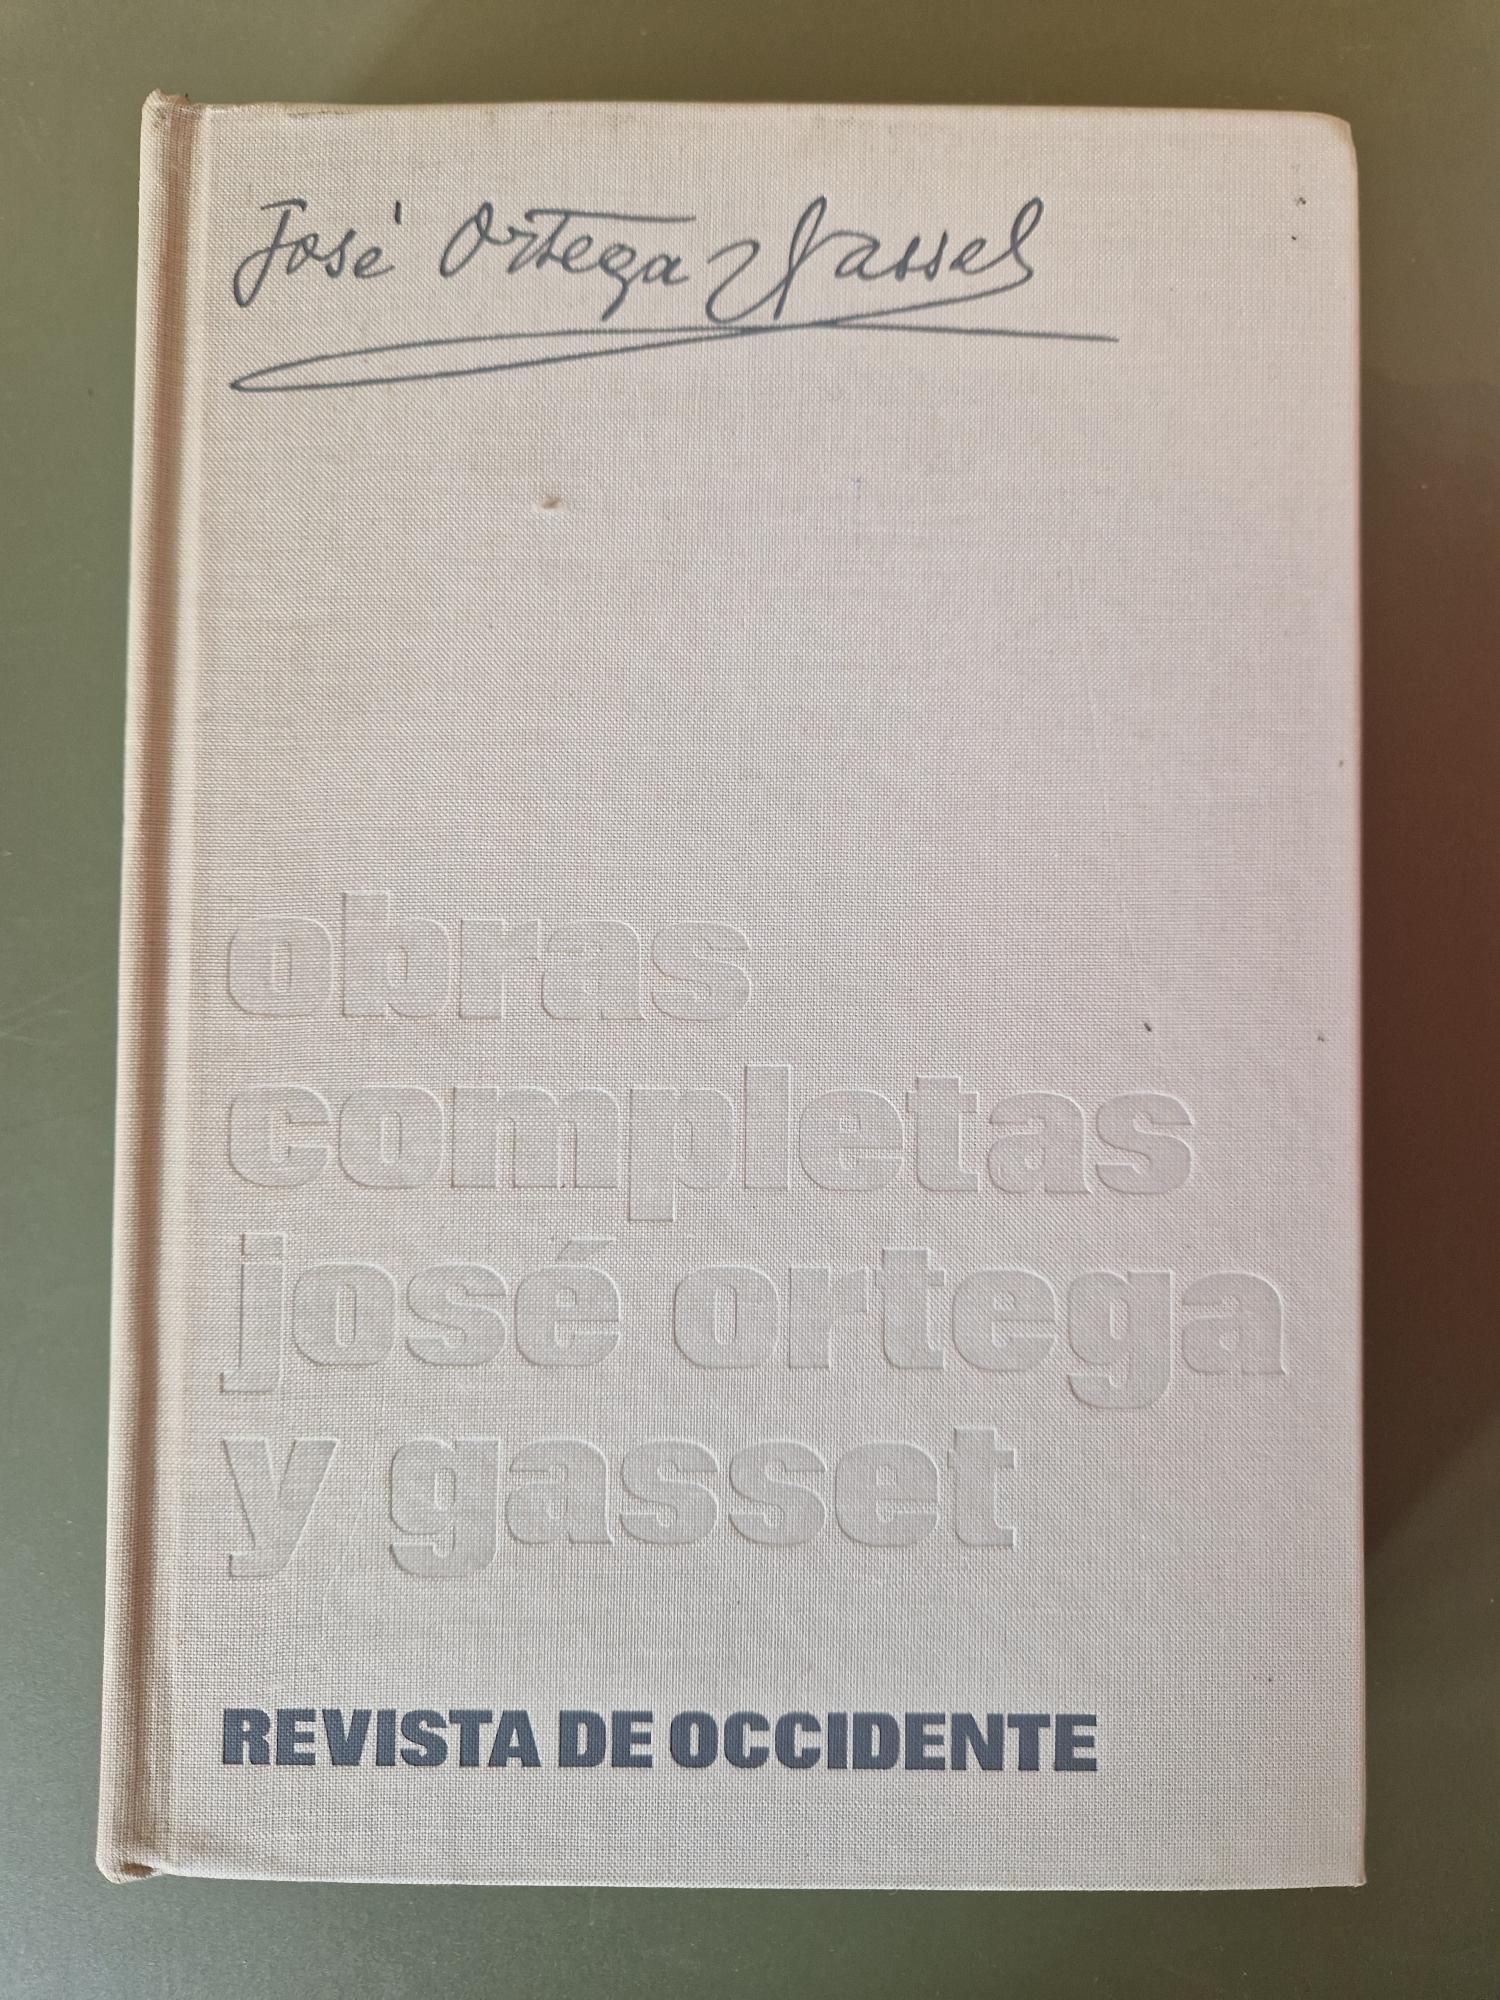 José Ortega y Gasset
obras
completas
josé ortega
y gasset
REVISTA DE OCCIDENTE